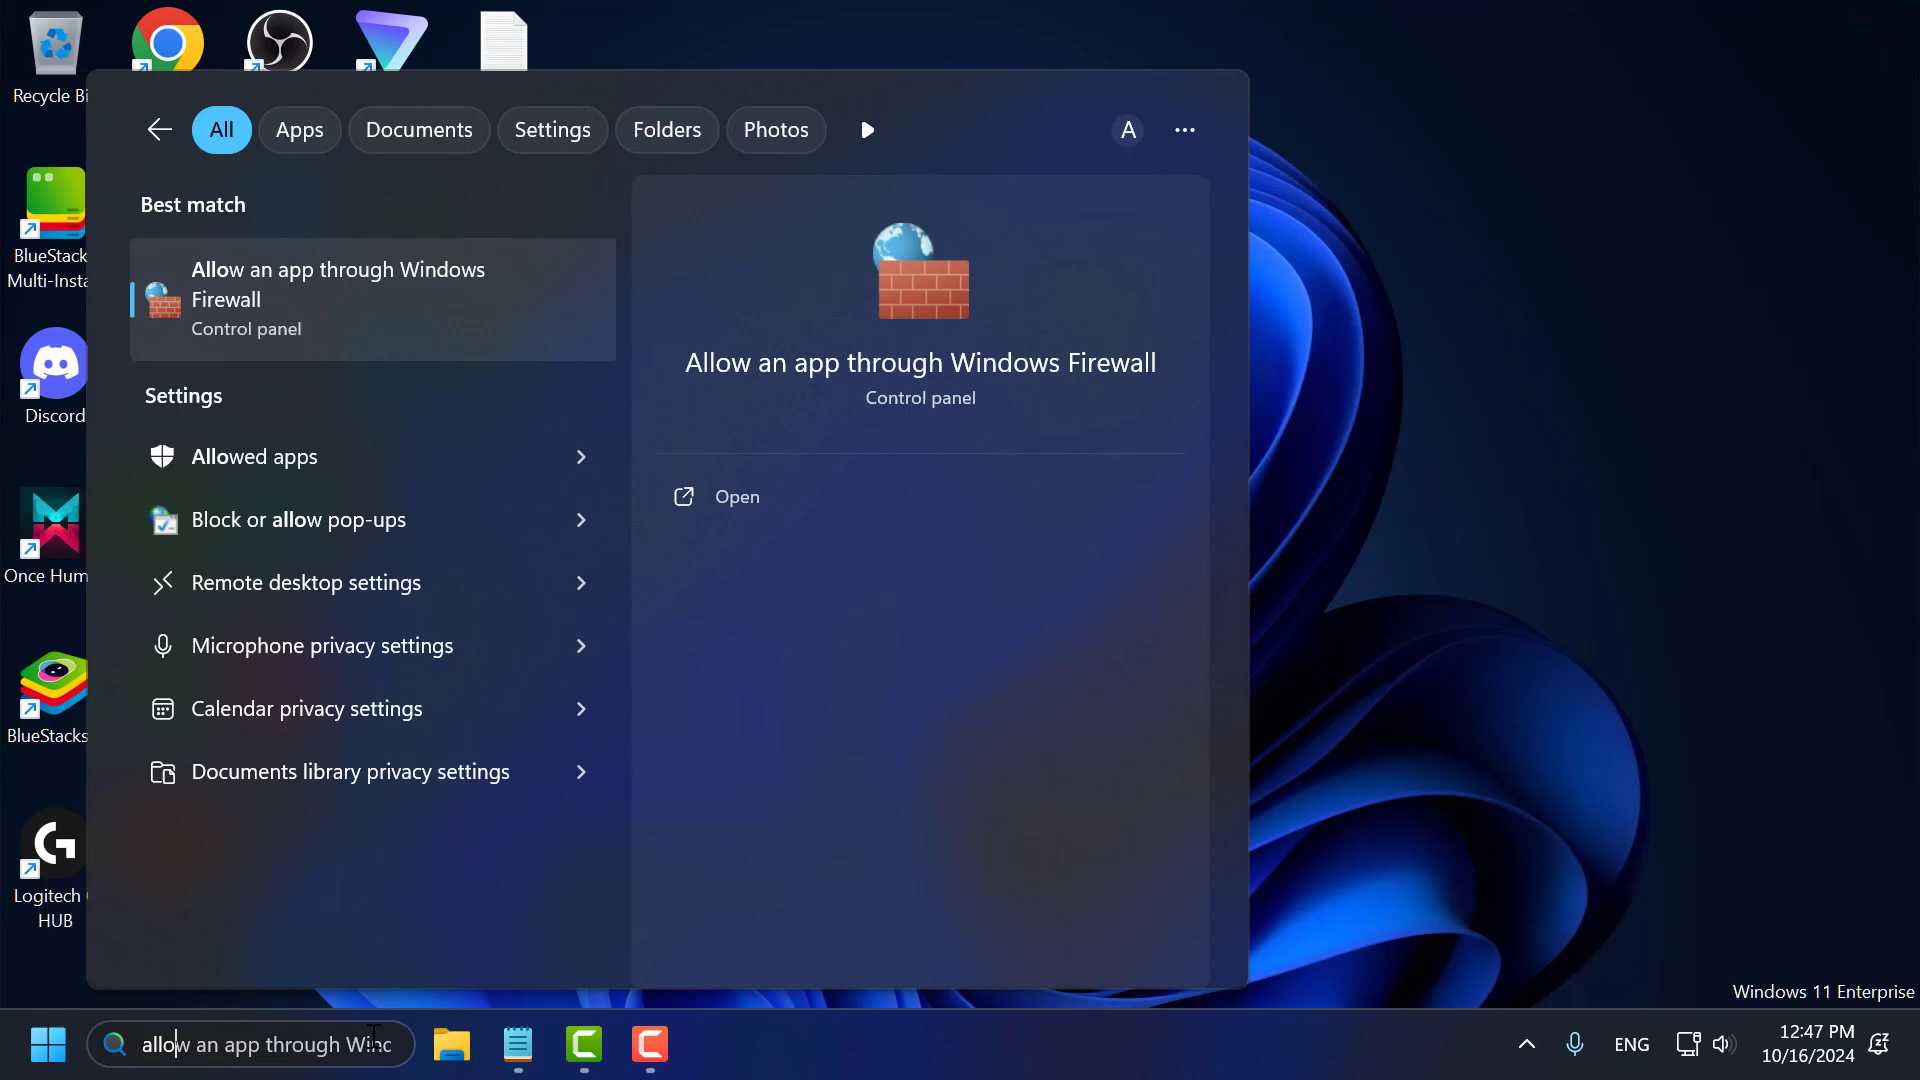 Recycle Bi
All
Apps
Documents
Settings
Folders
Photos
A
Best match
Allow an app through Windows
Firewall
Control panel
Settings
Allowed apps
Block or allow pop-ups
Remote desktop settings
Microphone privacy settings
Calendar privacy settings
Documents library privacy settings
Allow an app through Windows Firewall
Control panel
Open
BlueStack
Multi-Insta
Discord
Once Hum
BlueStacks
Logitech
HUB
Windows 11 Enterprise
allow an app through Winc
ENG
12:47 PM
10/16/2024